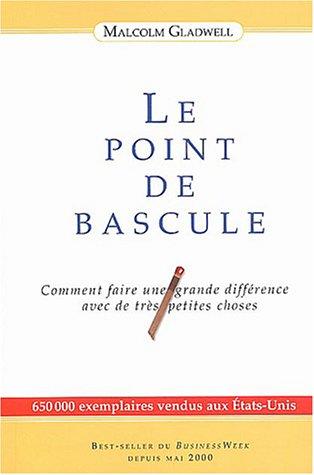 MALCOLM GLADWELL
LE
POINT
DE
BASCULE
Comment faire une grande différence
avec de très petites choses
650 000 exemplaires vendus aux États-Unis
BEST-SELLER DU BUSINESSWEEK
DEPUIS MAI 2000